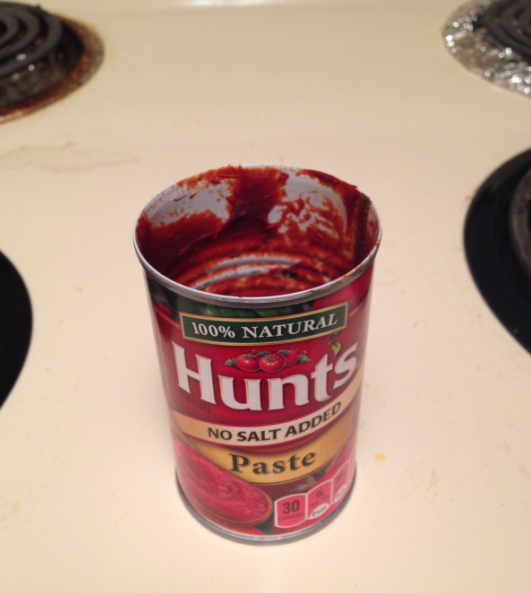 100% NATURAL
Hunt's
NO SALT ADDED
Paste
30